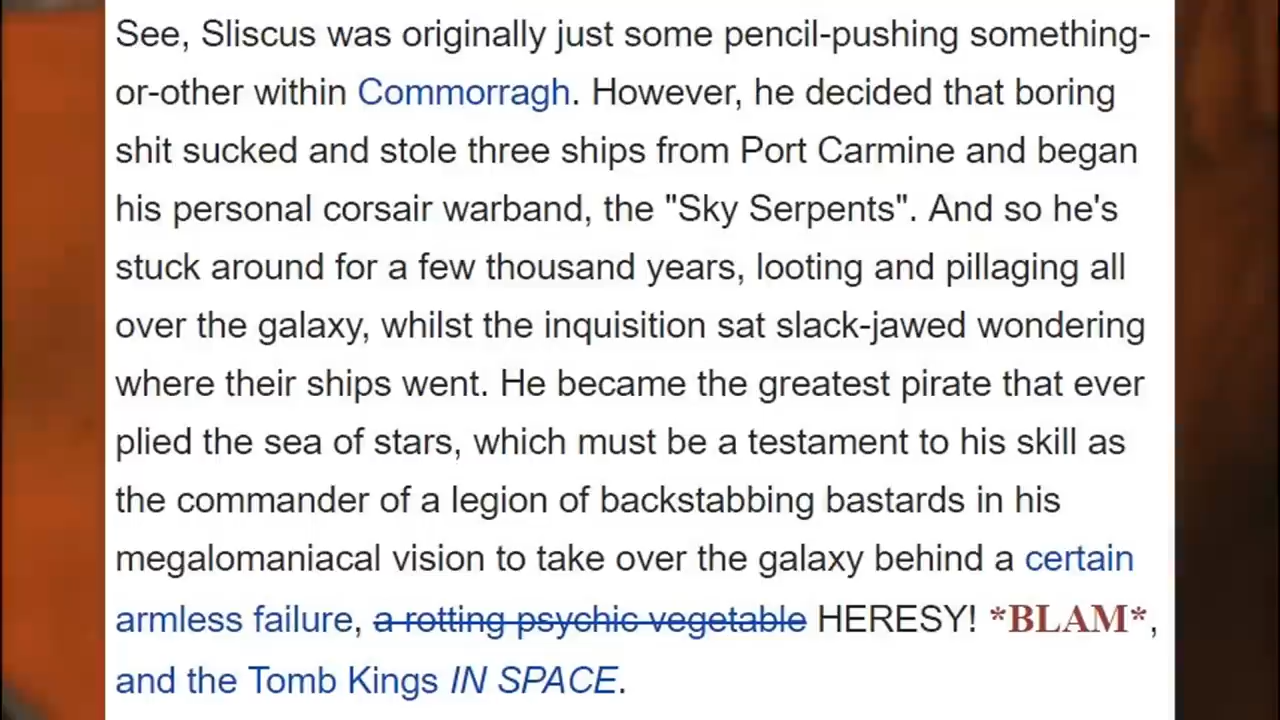 See, Sliscus was originally just some pencil-pushing something-
or-other within Commorragh. However, he decided that boring
shit sucked and stole three ships from Port Carmine and began
his personal corsair warband, the "Sky Serpents". And so he's
stuck around for a few thousand years, looting and pillaging all
over the galaxy, whilst the inquisition sat slack-jawed wondering
where their ships went. He became the greatest pirate that ever
plied the sea of stars, which must be a testament to his skill as
the commander of a legion of backstabbing bastards in his
megalomaniacal vision to take over the galaxy behind a certain
armless failure, a rotting psychic vegetable HERESY! *BLAM*,
and the Tomb Kings IN SPACE.